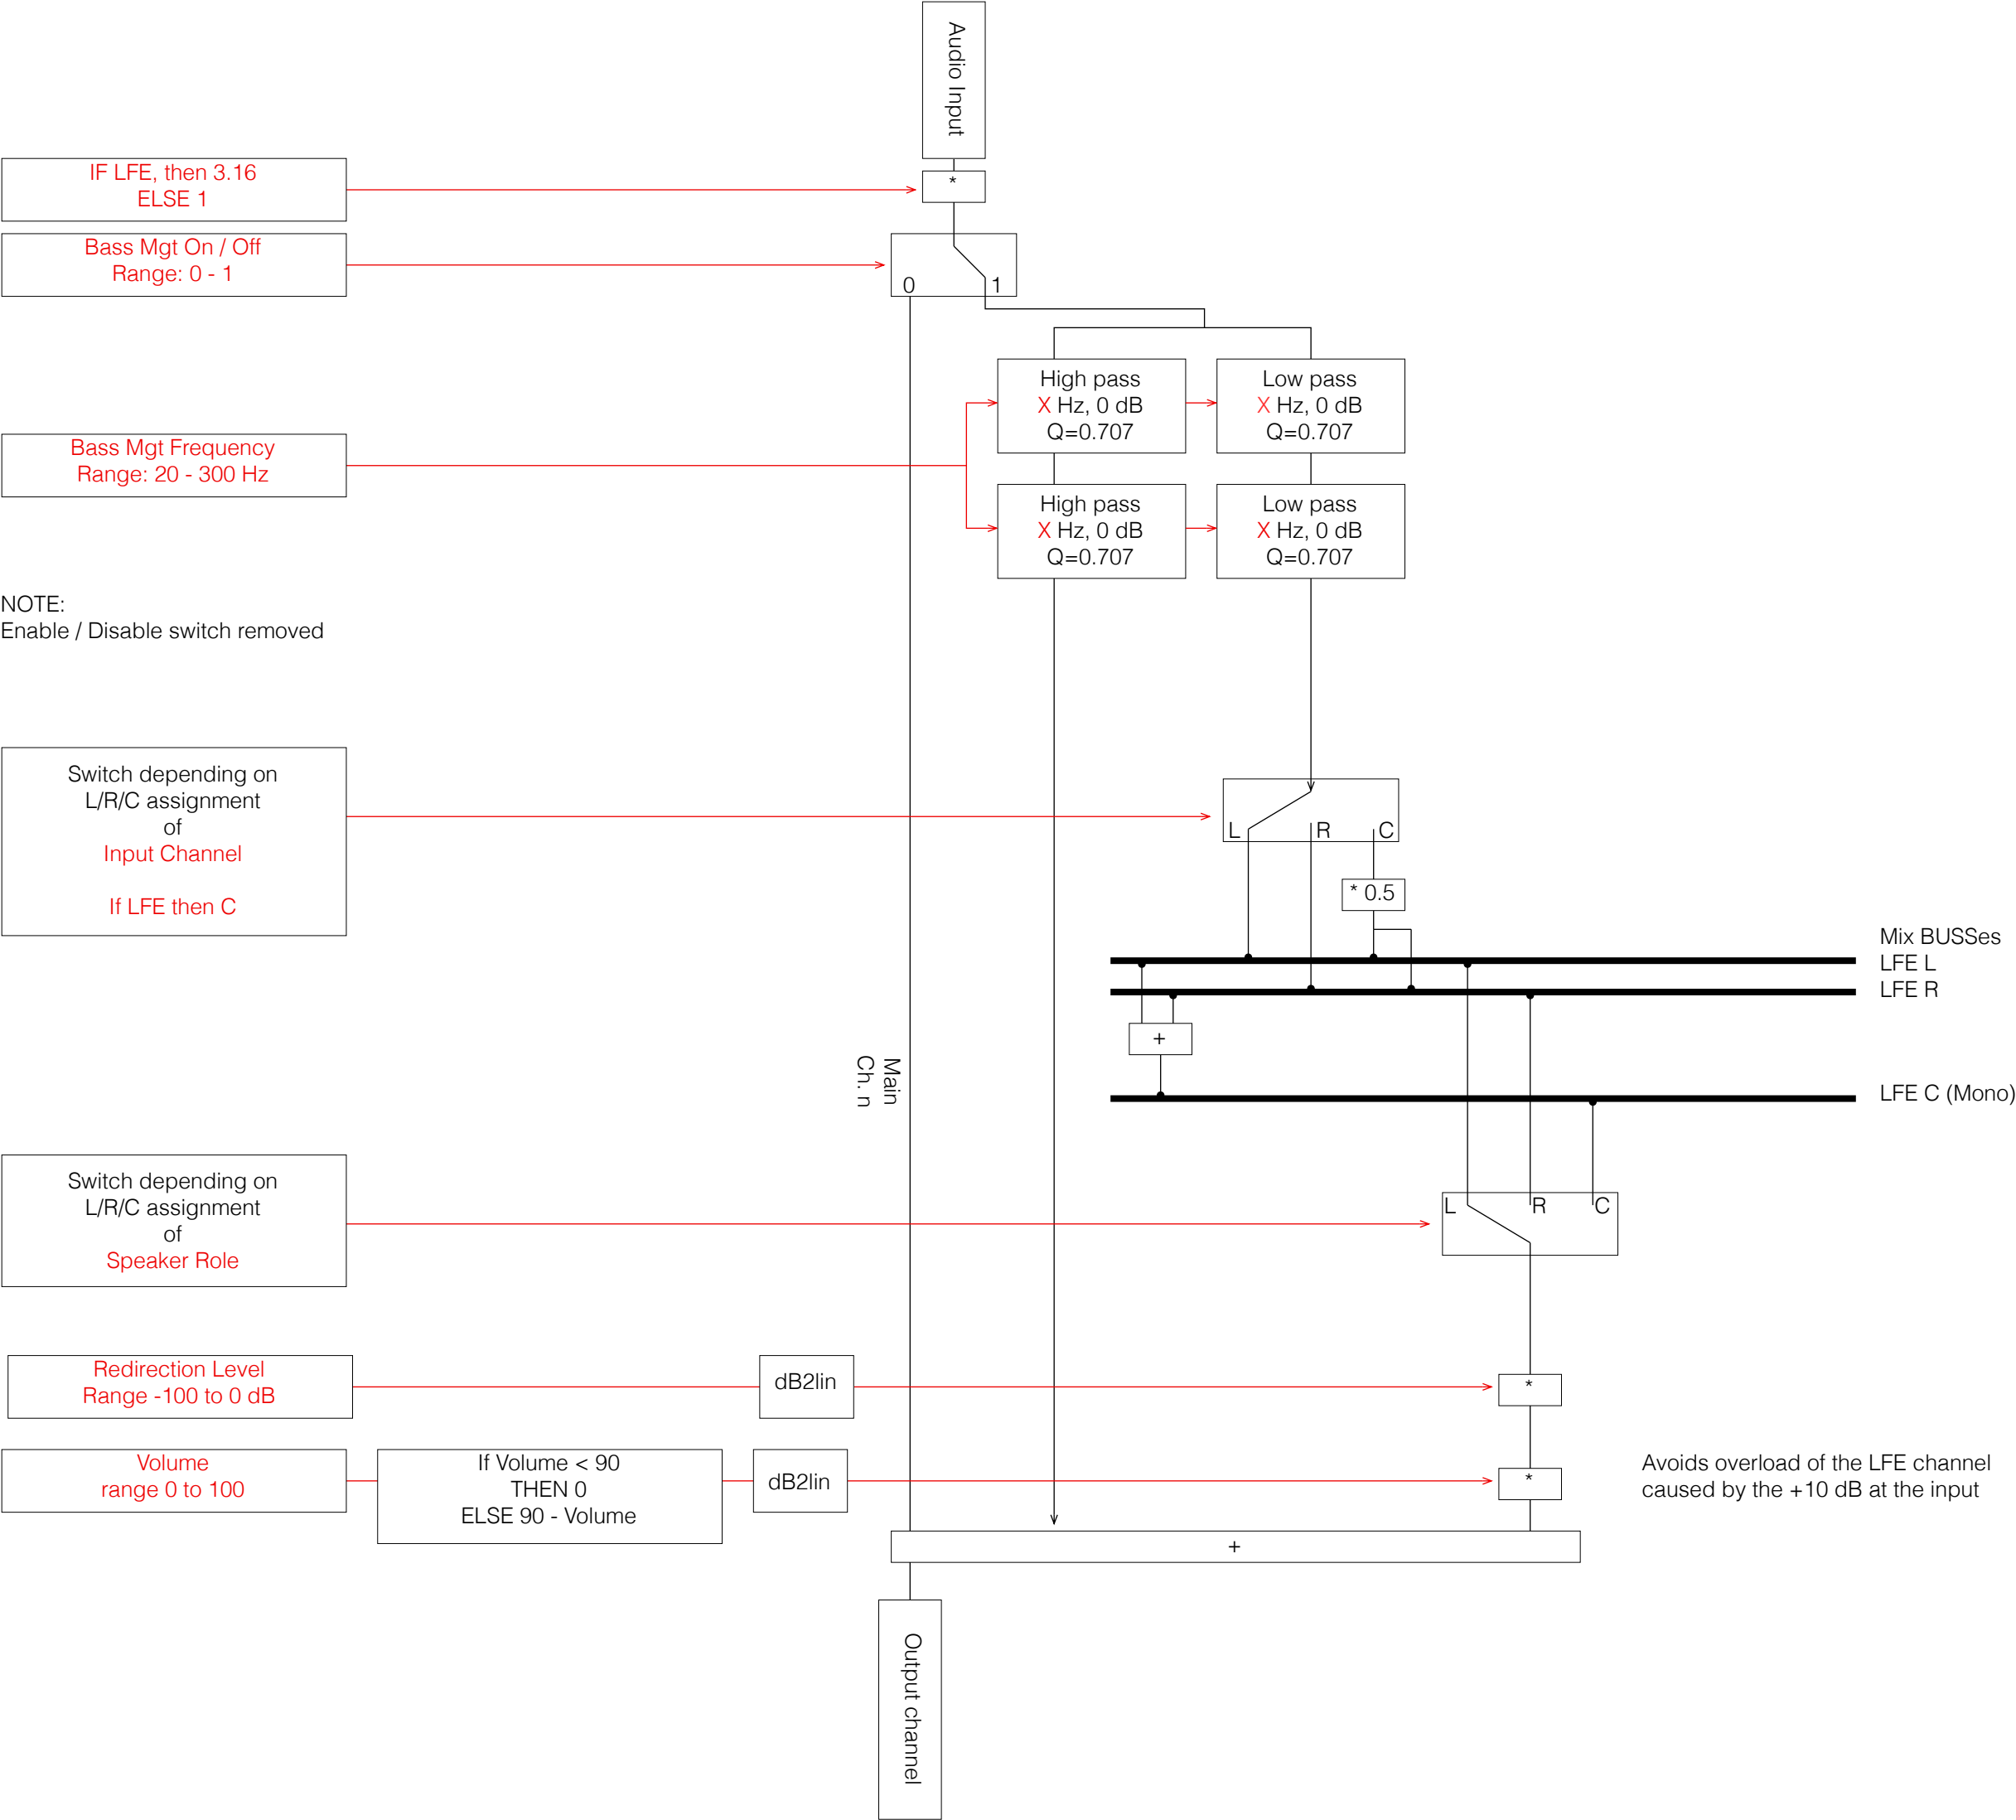 Audio Input
IF LFE, then 3.16
ELSE 1
*
Bass Mgt On / Off
Range: 0 - 1
0
1
High pass
X Hz, 0 dB
Q=0.707
Low pass
X Hz, 0 dB
Q=0.707
Bass Mgt Frequency
Range: 20 - 300 Hz
High pass
X Hz, 0 dB
Q=0.707
Low pass
X Hz, 0 dB
Q=0.707
NOTE:
Enable / Disable switch removed
Switch depending on
L/R/C assignment
of
Input Channel
If LFE then C
L
R
C
* 0.5
Mix BUSSes
LFE L
LFE R
+
Main
Ch. n
LFE C (Mono)
Switch depending on
L/R/C assignment
of
Speaker Role
L
R
C
Redirection Level
Range -100 to 0 dB
dB2lin
*
Volume
range 0 to 100
If Volume < 90
THEN 0
ELSE 90 - Volume
dB2lin
*
Avoids overload of the LFE channel
caused by the +10 dB at the input
+
Output channel